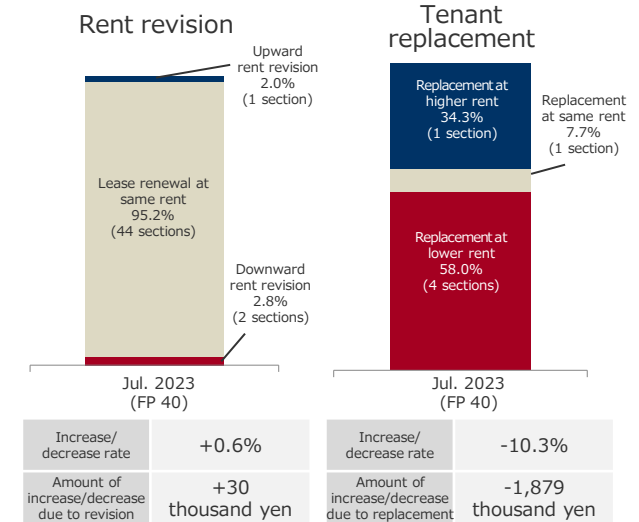 Rent revision
Upward
rent revision
2.0%
(1 section)
Lease renewal at
same rent
95.2%
(44 sections)
Downward
rent revision
2.8%
(2 sections)
Jul. 2023
(FP 40)
Increase/
decrease rate
+0.6%
Amount of
increase/decrease
due to revision
+30
thousand yen
Tenant
replacement
Replacement at
higher rent
34.3%
(1 section)
Replacement
at same rent
7.7%
(1 section)
Replacement at
lower rent
58.0%
(4 sections)
Jul. 2023
(FP 40)
Increase/
decrease rate
-10.3%
Amount of
increase/decrease
due to replacement
-1,879
thousand yen